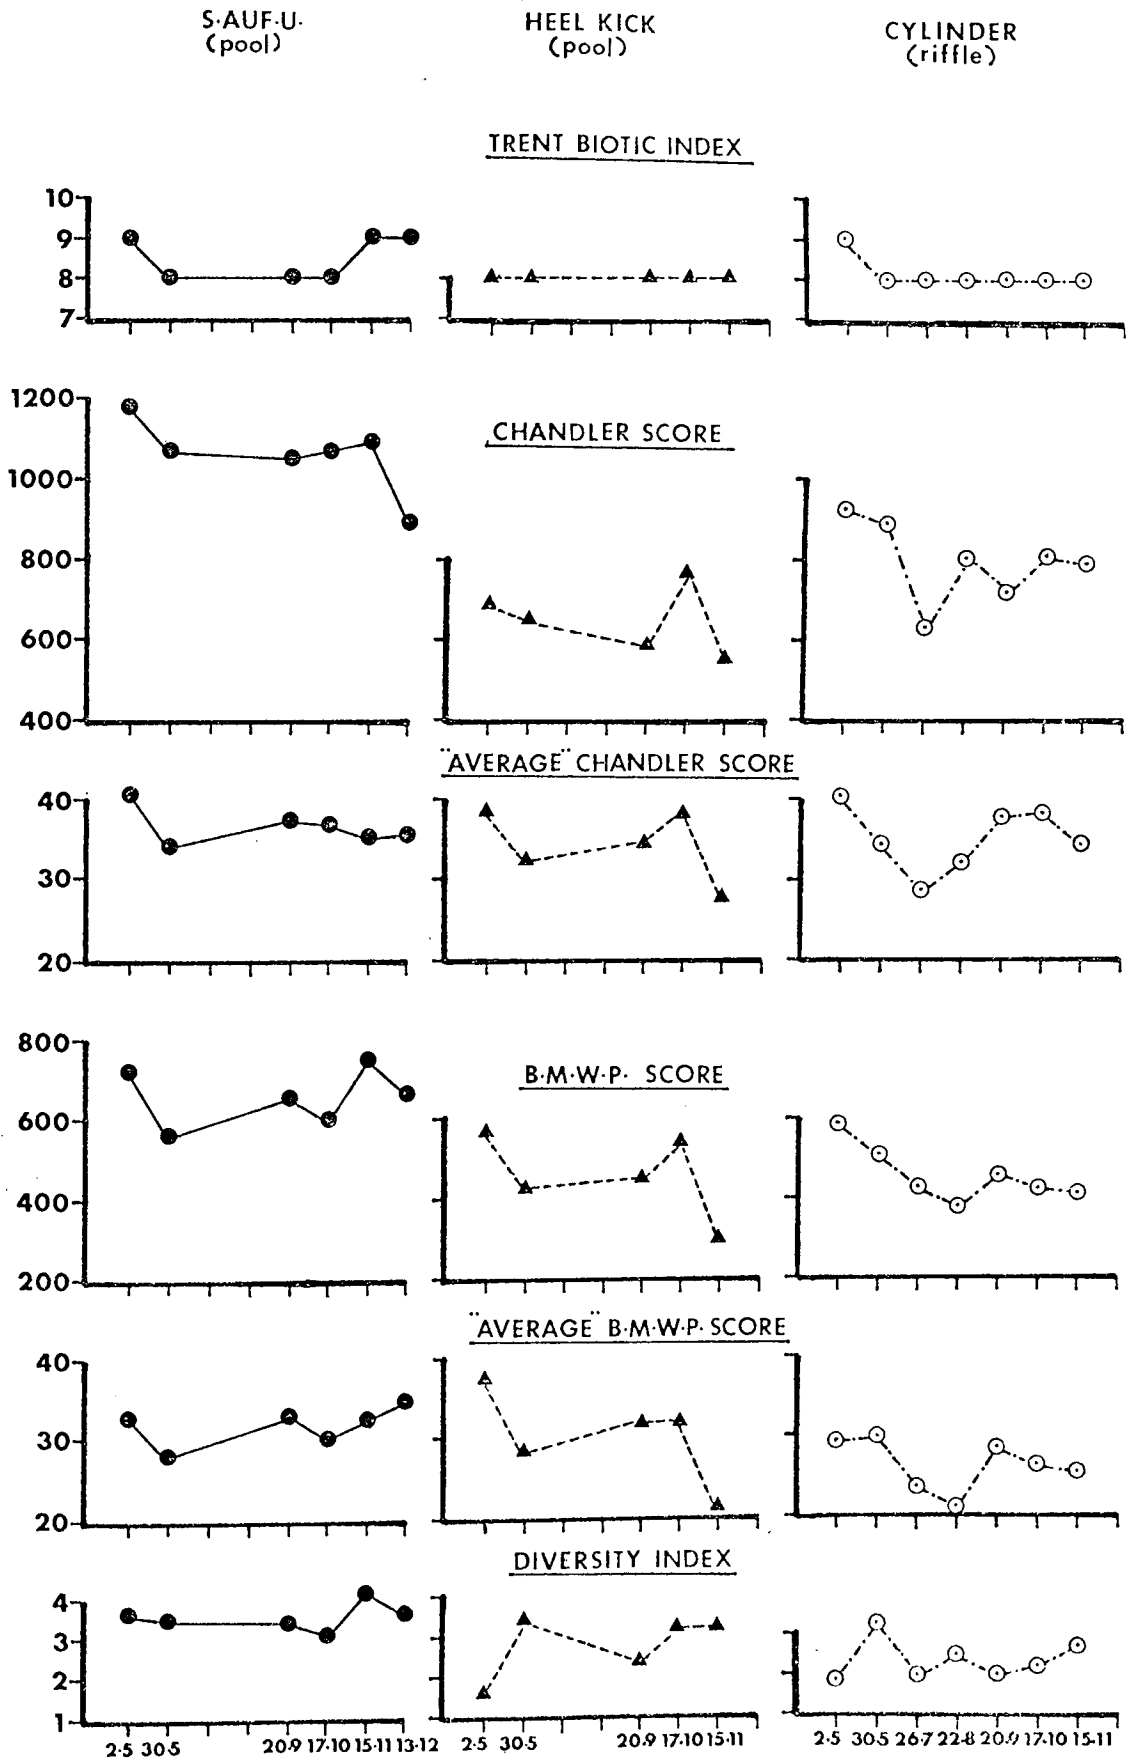 S·AUF·U·
(pool)
HEEL KICK
(pool)
CYLINDER
(riffle)
TRENT BIOTIC INDEX
10
9
8
7
CHANDLER SCORE
1200
1000
800
600
400
"AVERAGE" CHANDLER SCORE
40
30
20
B·M·W·P· SCORE
800
600
400
200
"AVERAGE" B·M·W·P· SCORE
40
30
20
DIVERSITY INDEX
4
3
2
1
2·5 30·5 20·9 17·10 15·11 13·12
2·5 30·5 20·9 17·10 15·11
2·5 30·5 26·7 22·8 20·9 17·10 15·11